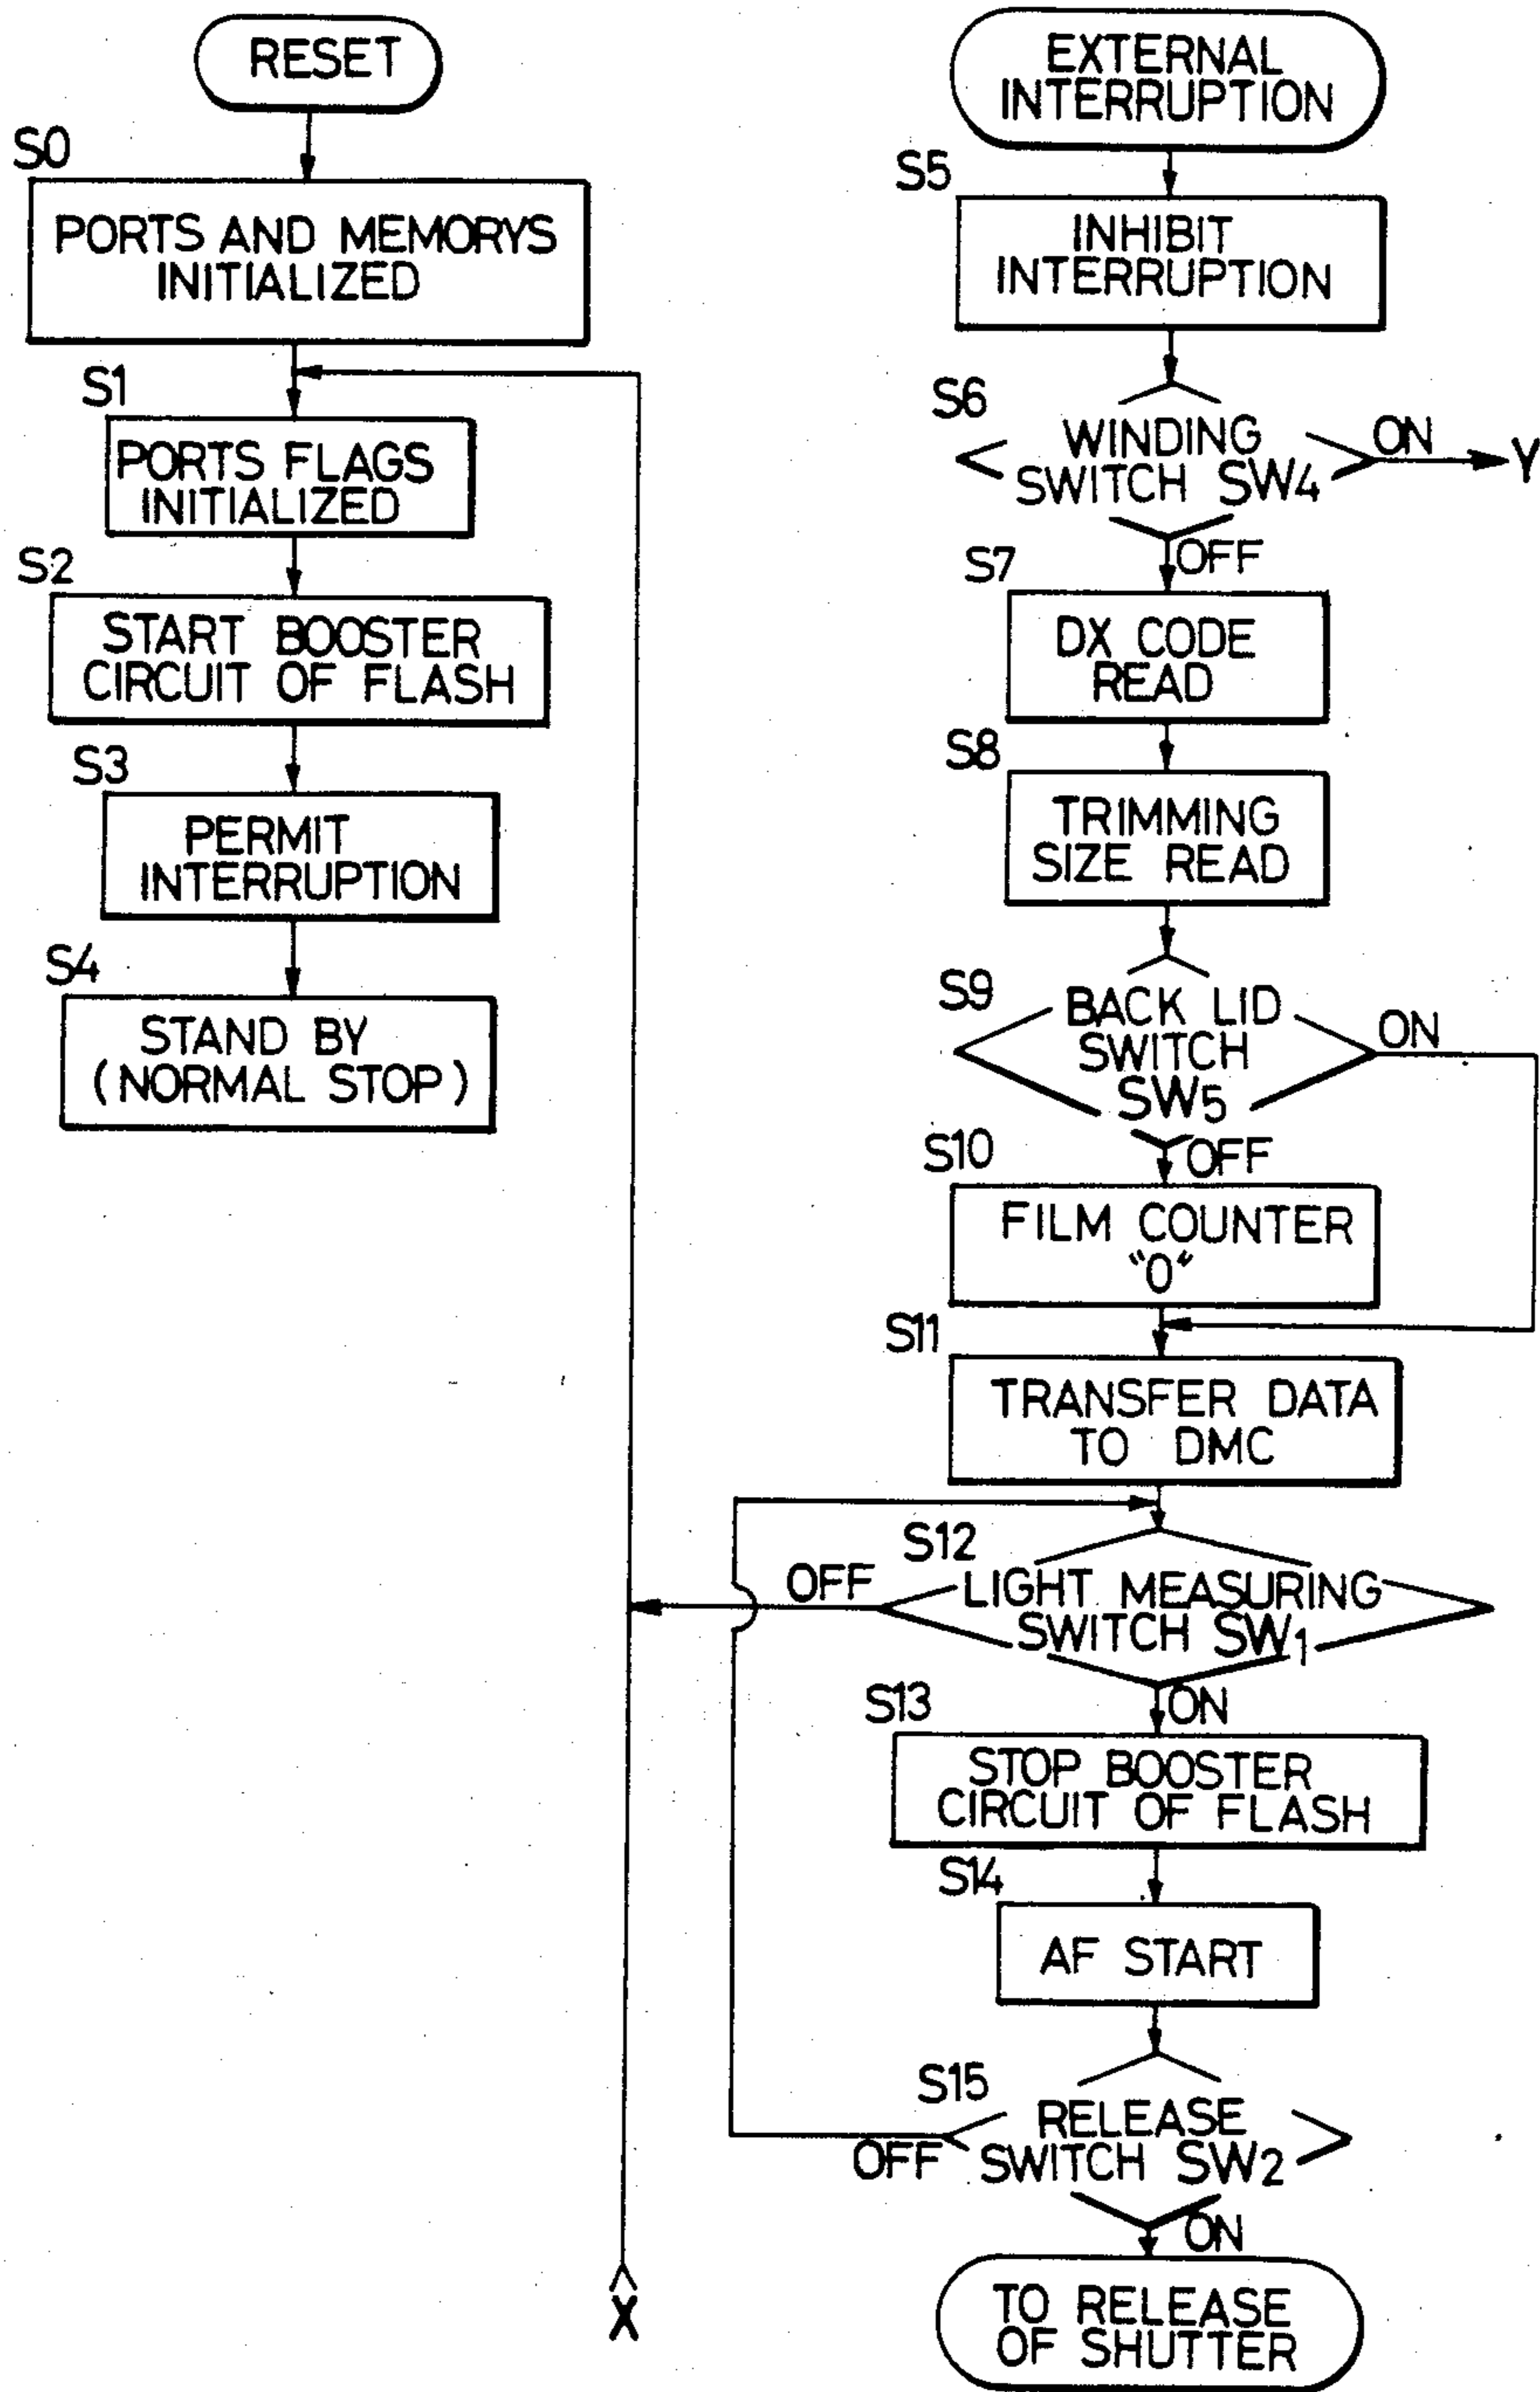 RESET
S0
PORTS AND MEMORYS
INITIALIZED
S1
PORTS FLAGS
INITIALIZED
S2
START BOOSTER
CIRCUIT OF FLASH
S3
PERMIT
INTERRUPTION
S4
STAND BY
(NORMAL STOP)
X
EXTERNAL
INTERRUPTION
S5
INHIBIT
INTERRUPTION
S6
WINDING
SWITCH SW4
ON
Y
OFF
S7
DX CODE
READ
S8
TRIMMING
SIZE READ
S9
BACK LID
SWITCH
SW5
ON
OFF
S10
FILM COUNTER
"0"
S11
TRANSFER DATA
TO DMC
S12
OFF
LIGHT MEASURING
SWITCH SW1
ON
S13
STOP BOOSTER
CIRCUIT OF FLASH
S14
AF START
S15
RELEASE
SWITCH SW2
OFF
ON
TO RELEASE
OF SHUTTER